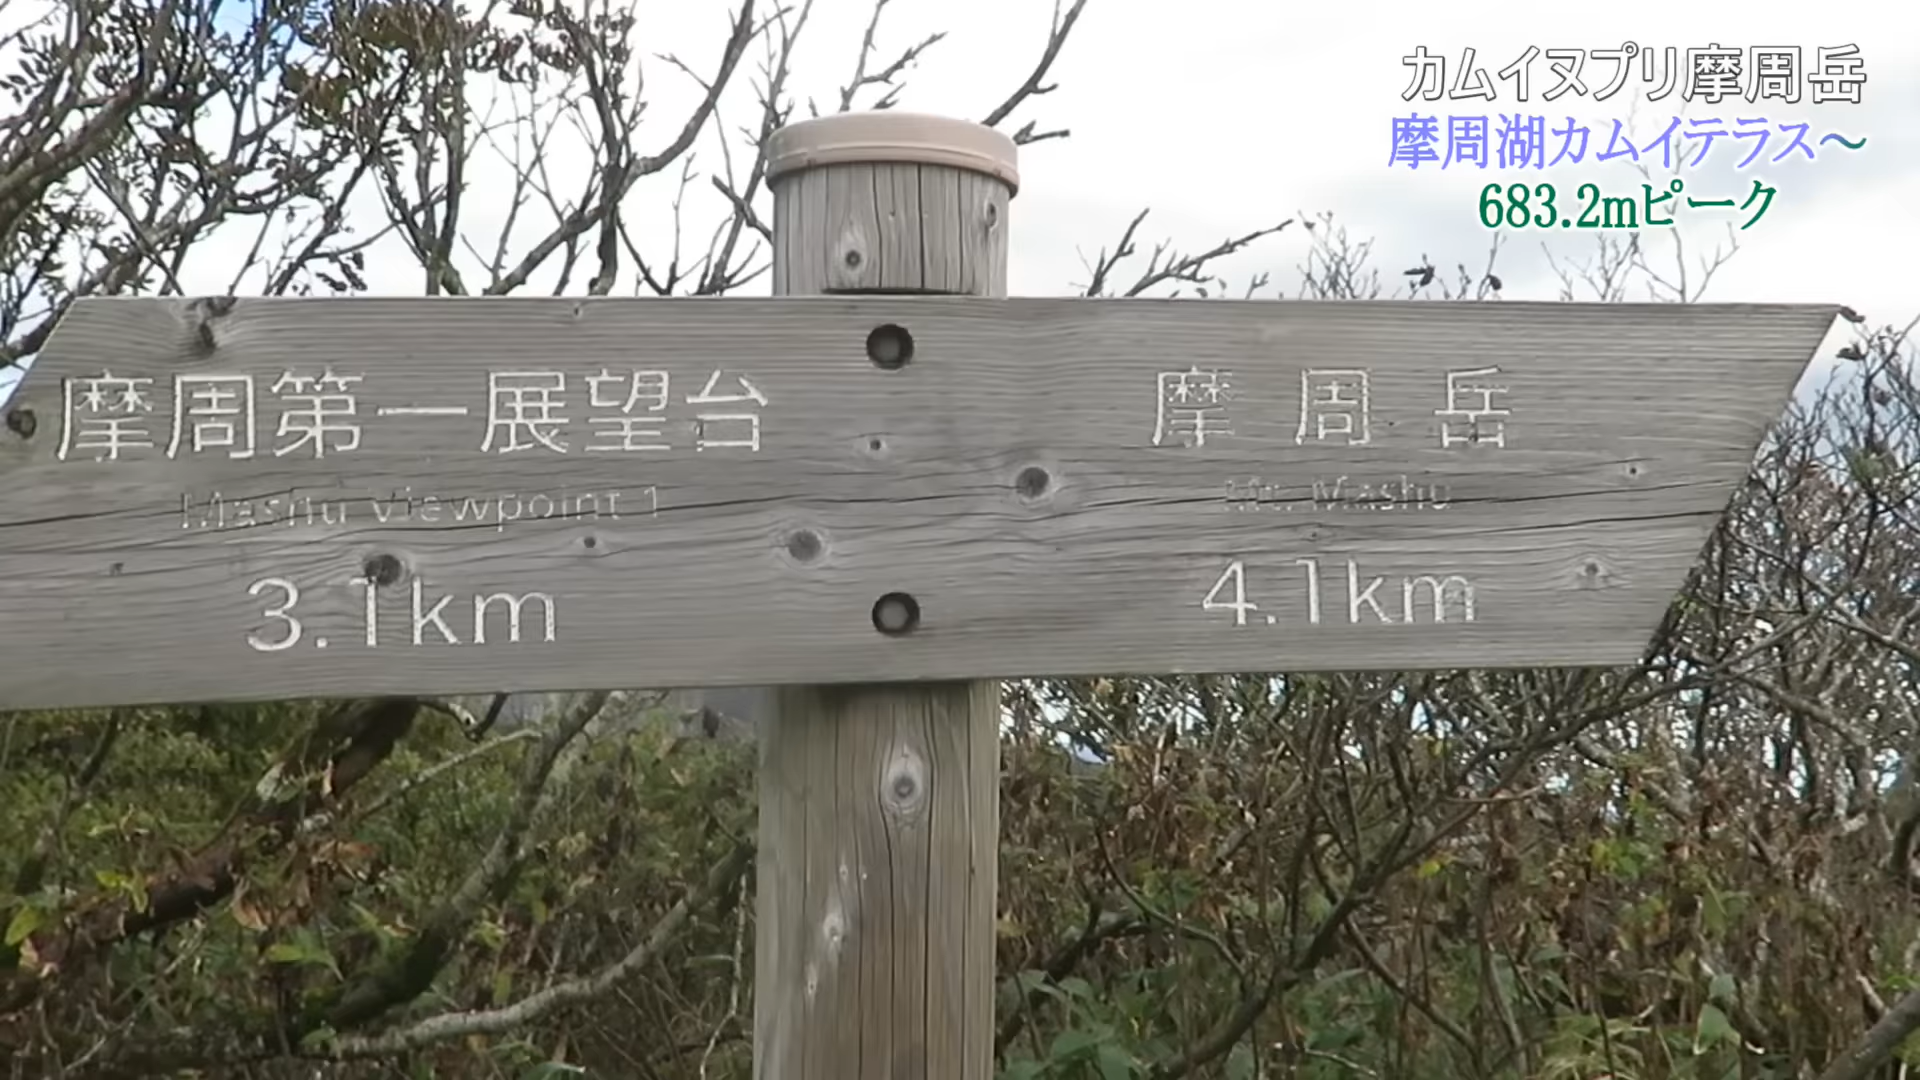 カムイヌプリ摩周岳
摩周湖カムイテラス～
683.2mピーク
摩周第一展望台
Mashu viewpoint 1
3.1km
摩周岳
Mt. Mashu
4.1km